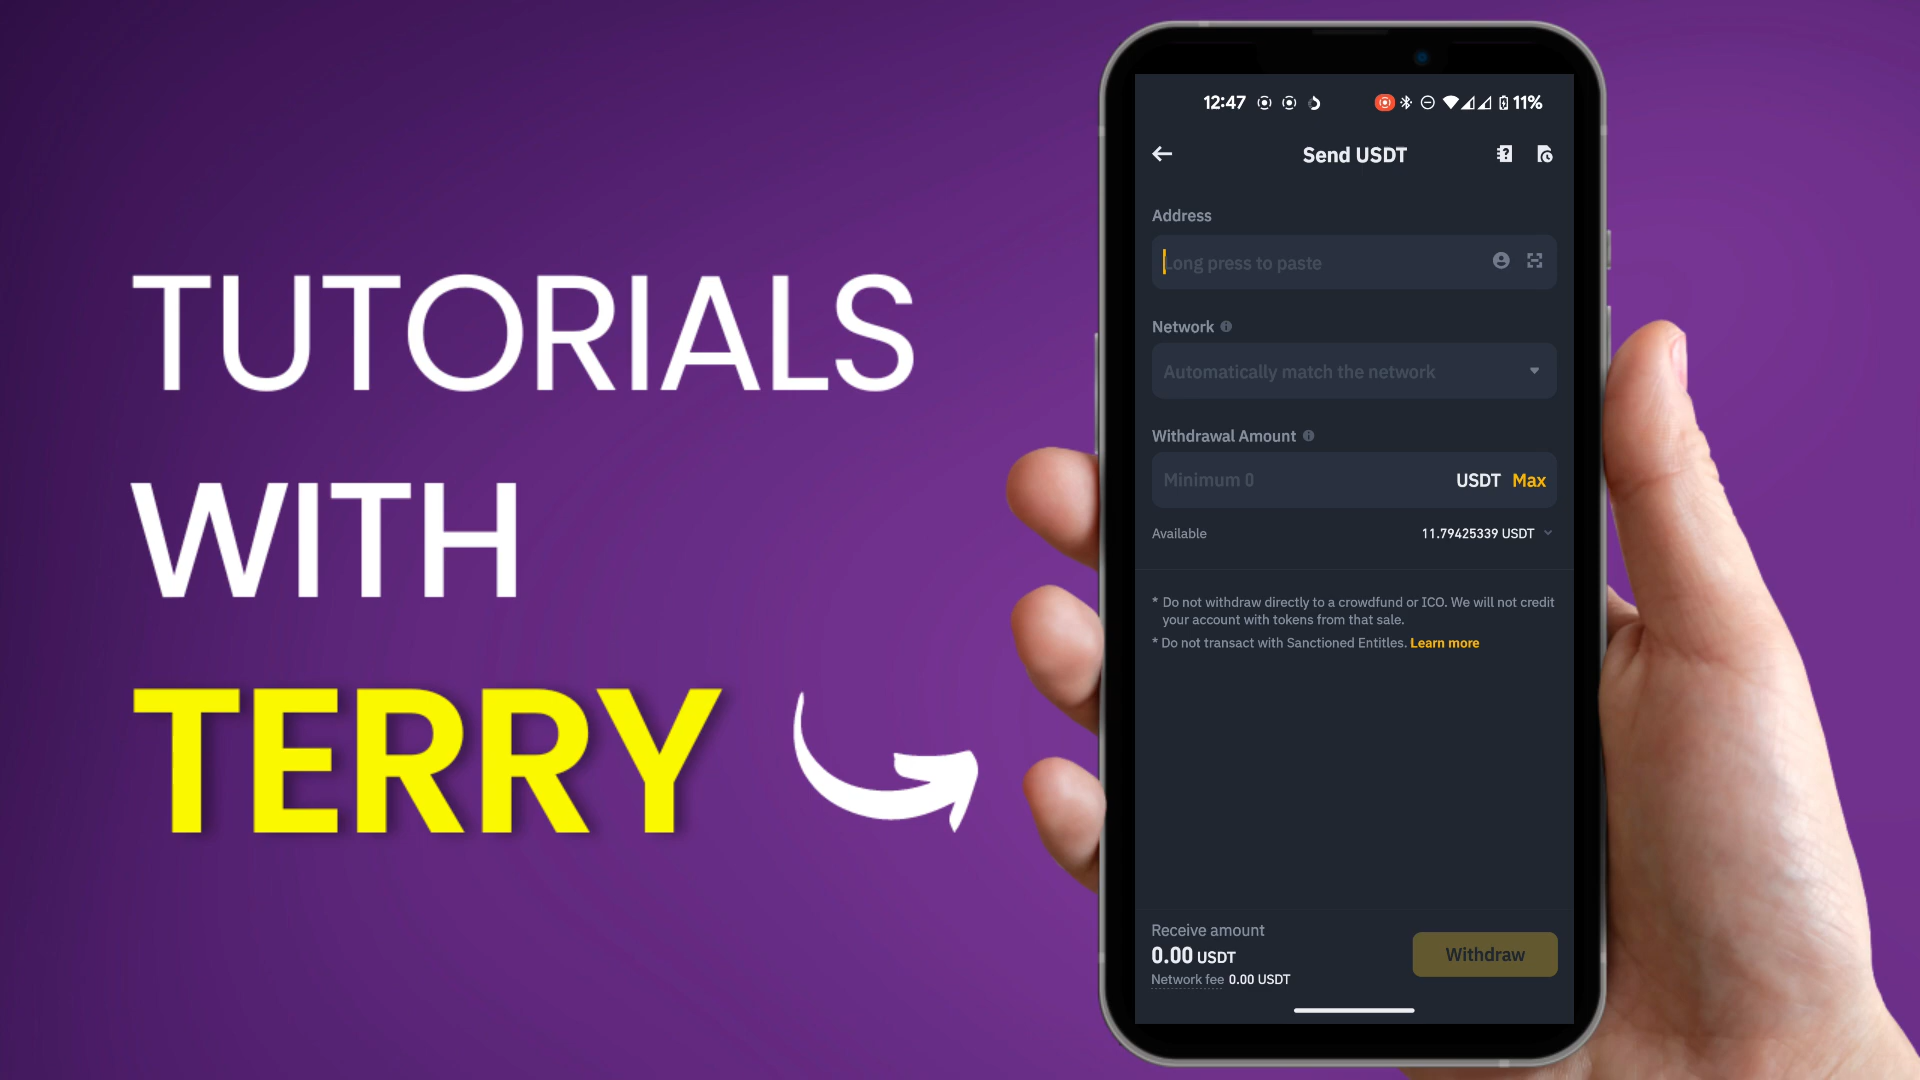 TUTORIALS
WITH
TERRY
12:47 11%
Send USDT
Address
Long press to paste
Network
Automatically match the network
Withdrawal Amount
Minimum 0 USDT Max
Available 11.79425339 USDT
* Do not withdraw directly to a crowdfund or ICO. We will not credit
your account with tokens from that sale.
* Do not transact with Sanctioned Entitles. Learn more
Receive amount
0.00 USDT
Network fee 0.00 USDT
Withdraw